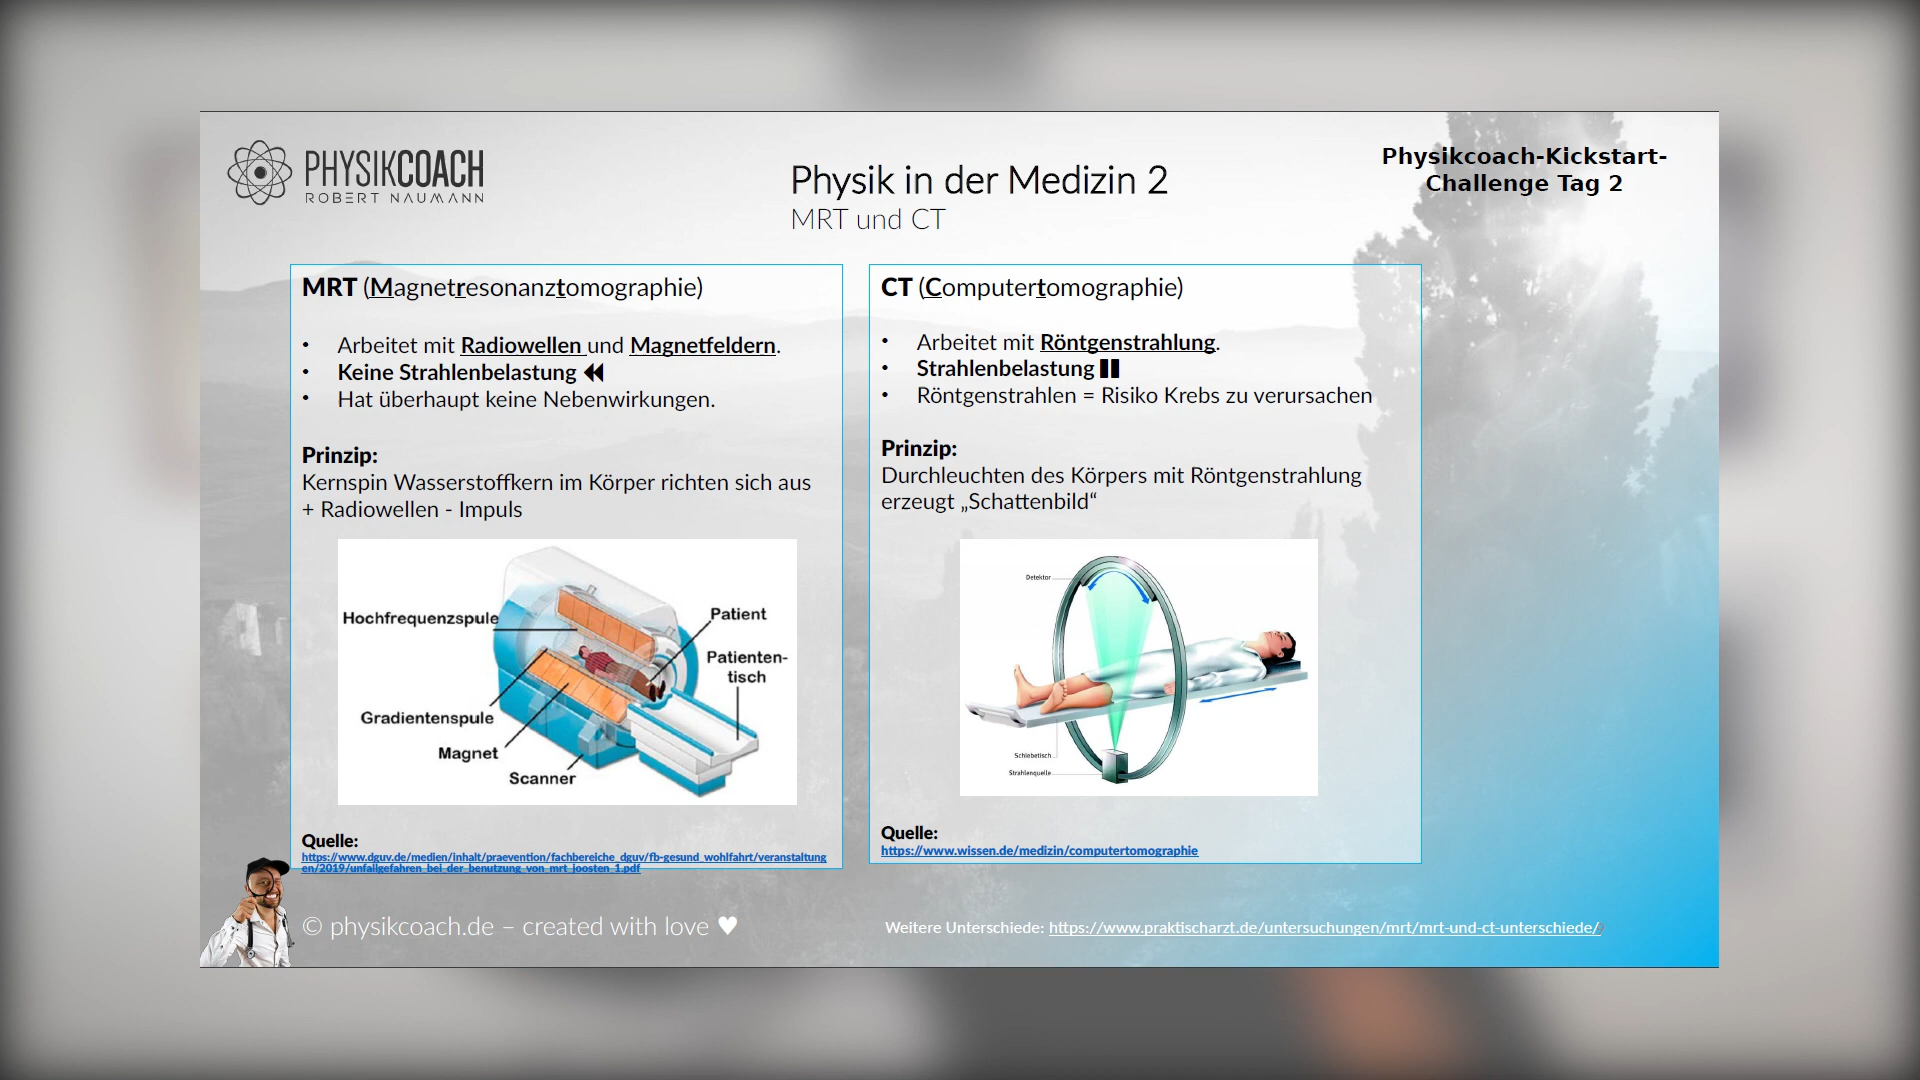 PHYSIKCOACH
ROBERT NAUMANN
Physik in der Medizin 2
MRT und CT
Physikcoach-Kickstart-
Challenge Tag 2
MRT (Magnetresonanztomographie)
• Arbeitet mit Radiowellen und Magnetfeldern.
• Keine Strahlenbelastung ⏪
• Hat überhaupt keine Nebenwirkungen.
Prinzip:
Kernspin Wasserstoffkern im Körper richten sich aus
+ Radiowellen - Impuls
Hochfrequenzspule
Patient
Patienten-
tisch
Gradientenspule
Magnet
Scanner
Quelle:
https://www.dguv.de/medien/inhalt/praevention/fachbereiche_dguv/fb-gesund_wohlfahrt/veranstaltung
en/2019/unfallgefahren_bei_der_benutzung_von_mrt_joosten_1.pdf
CT (Computertomographie)
• Arbeitet mit Röntgenstrahlung.
• Strahlenbelastung ⏸
• Röntgenstrahlen = Risiko Krebs zu verursachen
Prinzip:
Durchleuchten des Körpers mit Röntgenstrahlung
erzeugt „Schattenbild“
Detektor
Schiebetisch
Strahlenquelle
Quelle:
https://www.wissen.de/medizin/computertomographie
© physikcoach.de – created with love ♥
Weitere Unterschiede: https://www.praktischarzt.de/untersuchungen/mrt/mrt-und-ct-unterschiede/